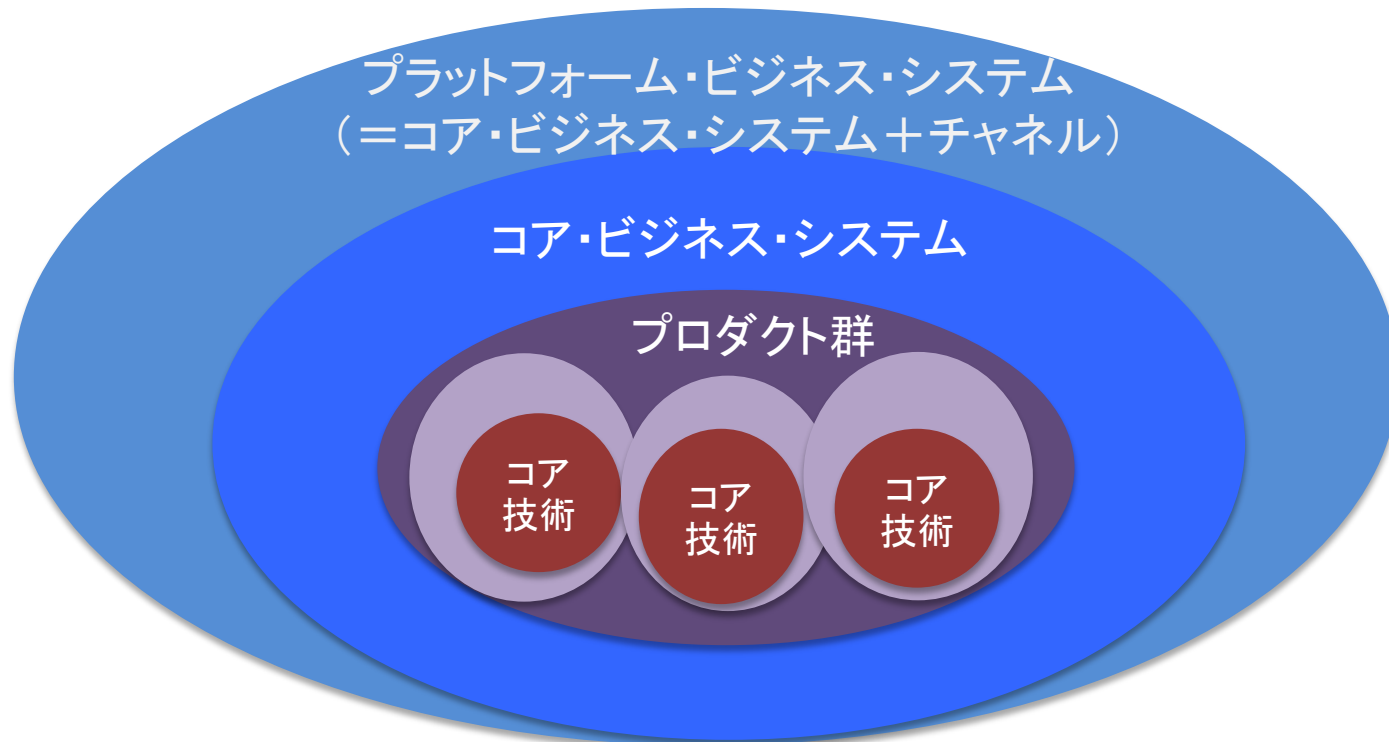 プラットフォーム・ビジネス・システム
（＝コア・ビジネス・システム＋チャネル）
コア・ビジネス・システム
プロダクト群
コア
技術
コア
技術
コア
技術